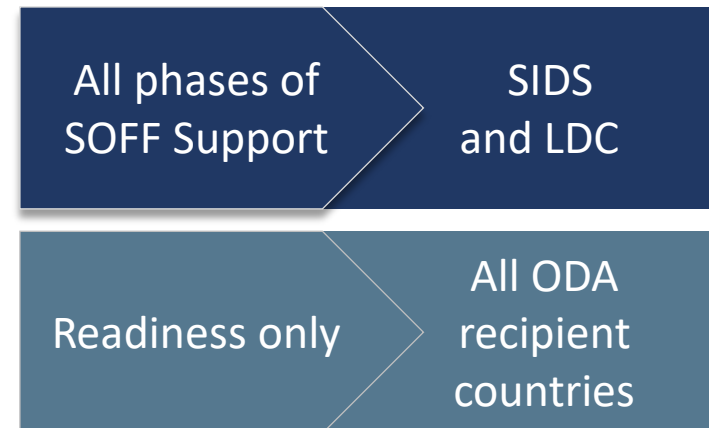 All phases of
SOFF Support
SIDS
and LDC
Readiness only
All ODA
recipient
countries